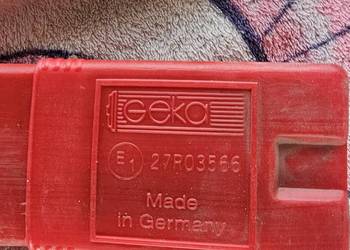 geka
E1 27R03566
Made
in Germany